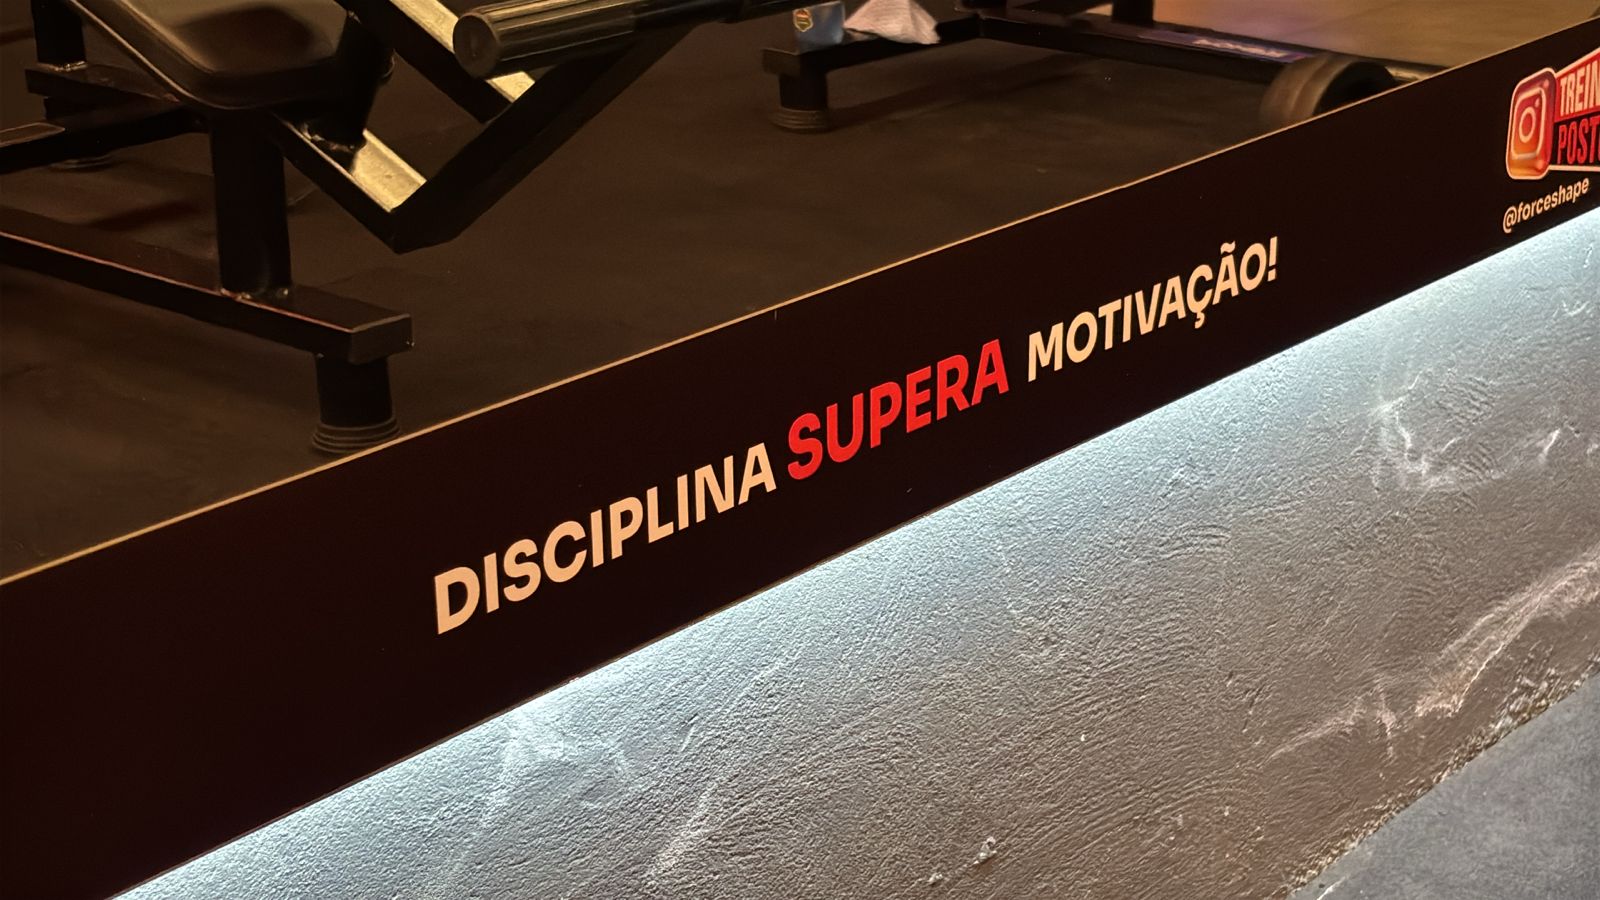 DISCIPLINA SUPERA MOTIVAÇÃO!
@forceshape